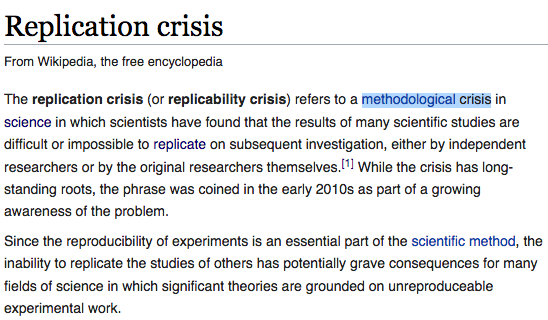 Replication crisis
From Wikipedia, the free encyclopedia
The replication crisis (or replicability crisis) refers to a methodological crisis in
science in which scientists have found that the results of many scientific studies are
difficult or impossible to replicate on subsequent investigation, either by independent
researchers or by the original researchers themselves.[1] While the crisis has long-
standing roots, the phrase was coined in the early 2010s as part of a growing
awareness of the problem.
Since the reproducibility of experiments is an essential part of the scientific method, the
inability to replicate the studies of others has potentially grave consequences for many
fields of science in which significant theories are grounded on unreproduceable
experimental work.